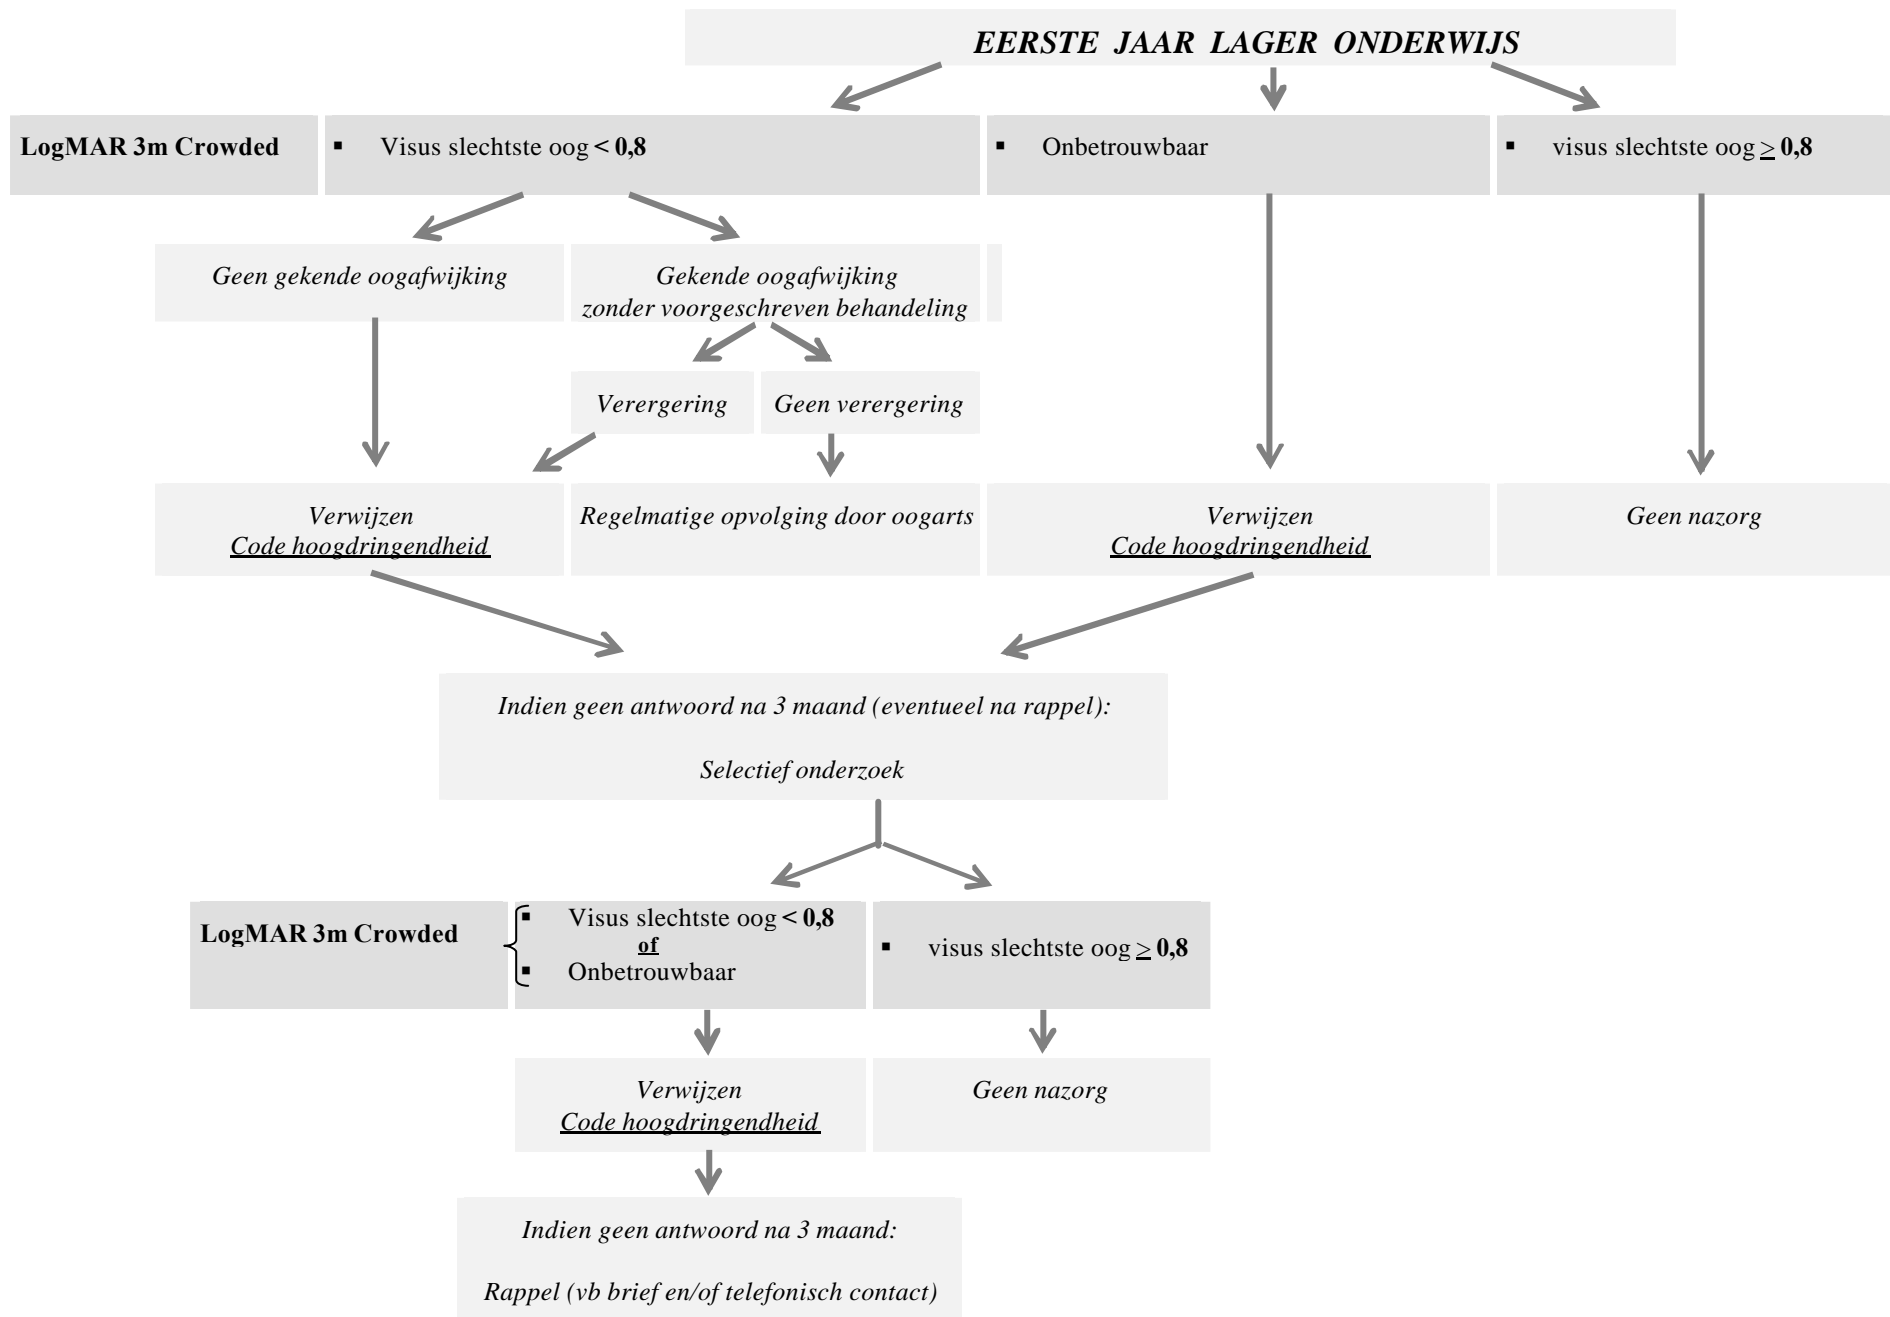 EERSTE JAAR LAGER ONDERWIJS
LogMAR 3m Crowded
▪ Visus slechtste oog < 0,8
▪ Onbetrouwbaar
▪ visus slechtste oog ≥ 0,8
Geen gekende oogafwijking
Gekende oogafwijking
zonder voorgeschreven behandeling
Verergering
Geen verergering
Verwijzen
Code hoogdringendheid
Regelmatige opvolging door oogarts
Verwijzen
Code hoogdringendheid
Geen nazorg
Indien geen antwoord na 3 maand (eventueel na rappel):
Selectief onderzoek
LogMAR 3m Crowded
▪ Visus slechtste oog < 0,8
of
▪ Onbetrouwbaar
▪ visus slechtste oog ≥ 0,8
Verwijzen
Code hoogdringendheid
Geen nazorg
Indien geen antwoord na 3 maand:
Rappel (vb brief en/of telefonisch contact)